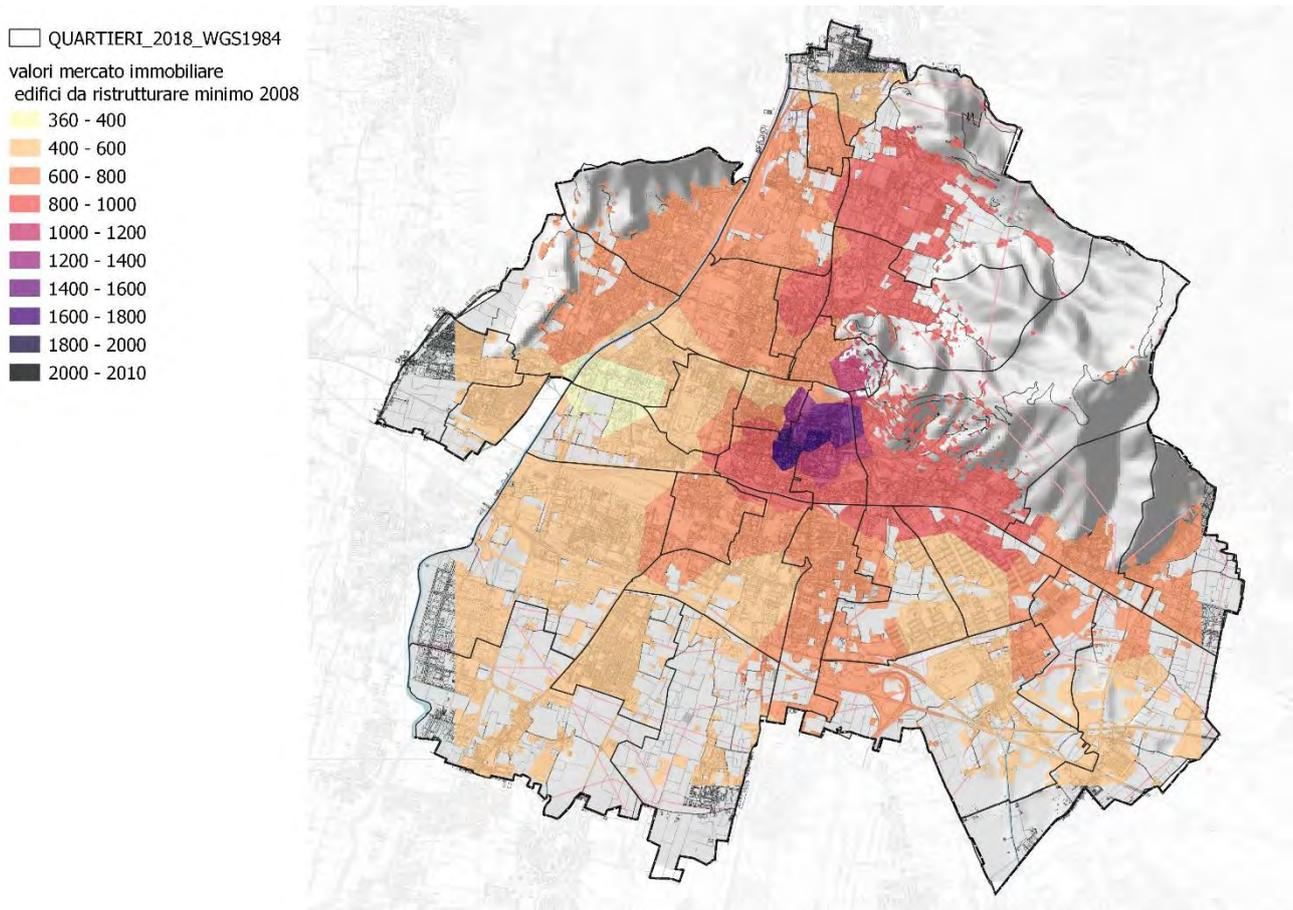 QUARTIERI_2018_WGS1984
valori mercato immobiliare
edifici da ristrutturare minimo 2008
360 - 400
400 - 600
600 - 800
800 - 1000
1000 - 1200
1200 - 1400
1400 - 1600
1600 - 1800
1800 - 2000
2000 - 2010